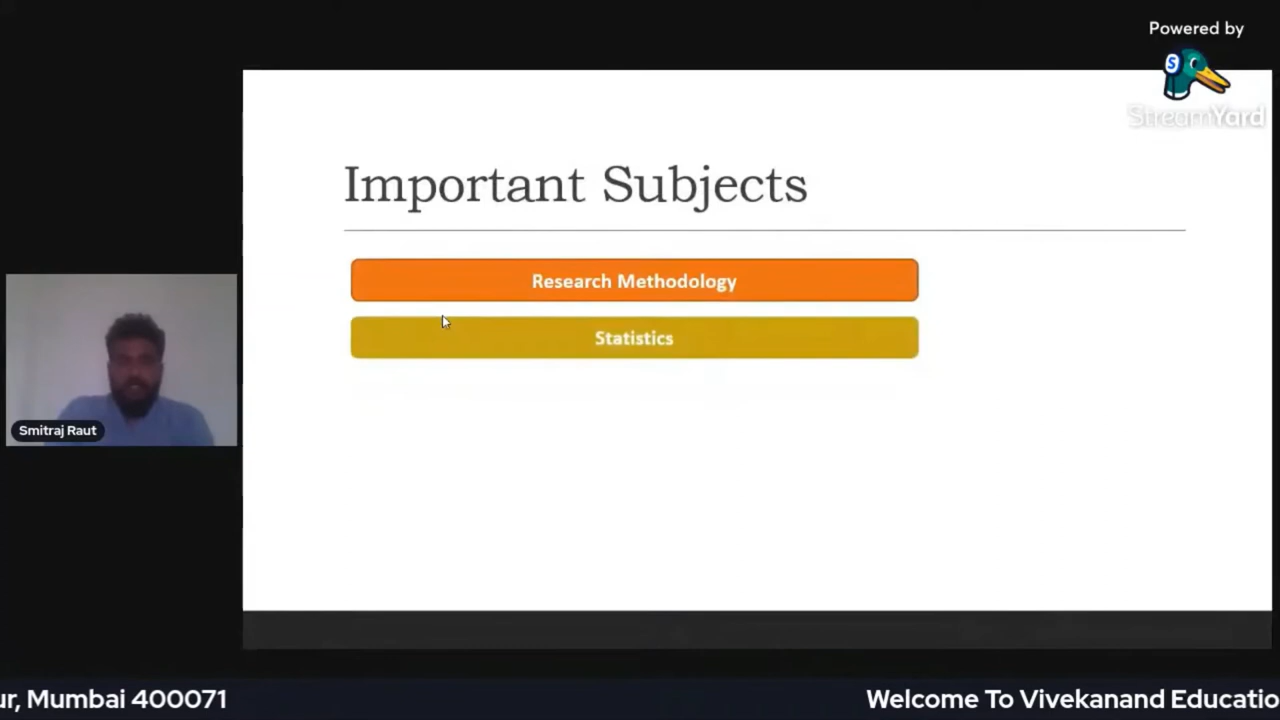 Powered by
S
StreamYard
Important Subjects
Research Methodology
Statistics
Smitraj Raut
ur, Mumbai 400071
Welcome To Vivekanand Educatio